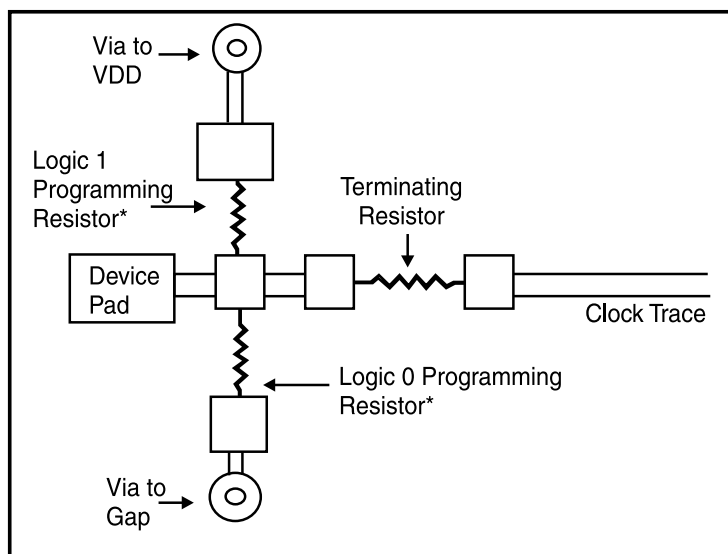 Via to
VDD
Logic 1
Programming
Resistor*
Terminating
Resistor
Device
Pad
Clock Trace
Logic 0 Programming
Resistor*
Via to
Gap